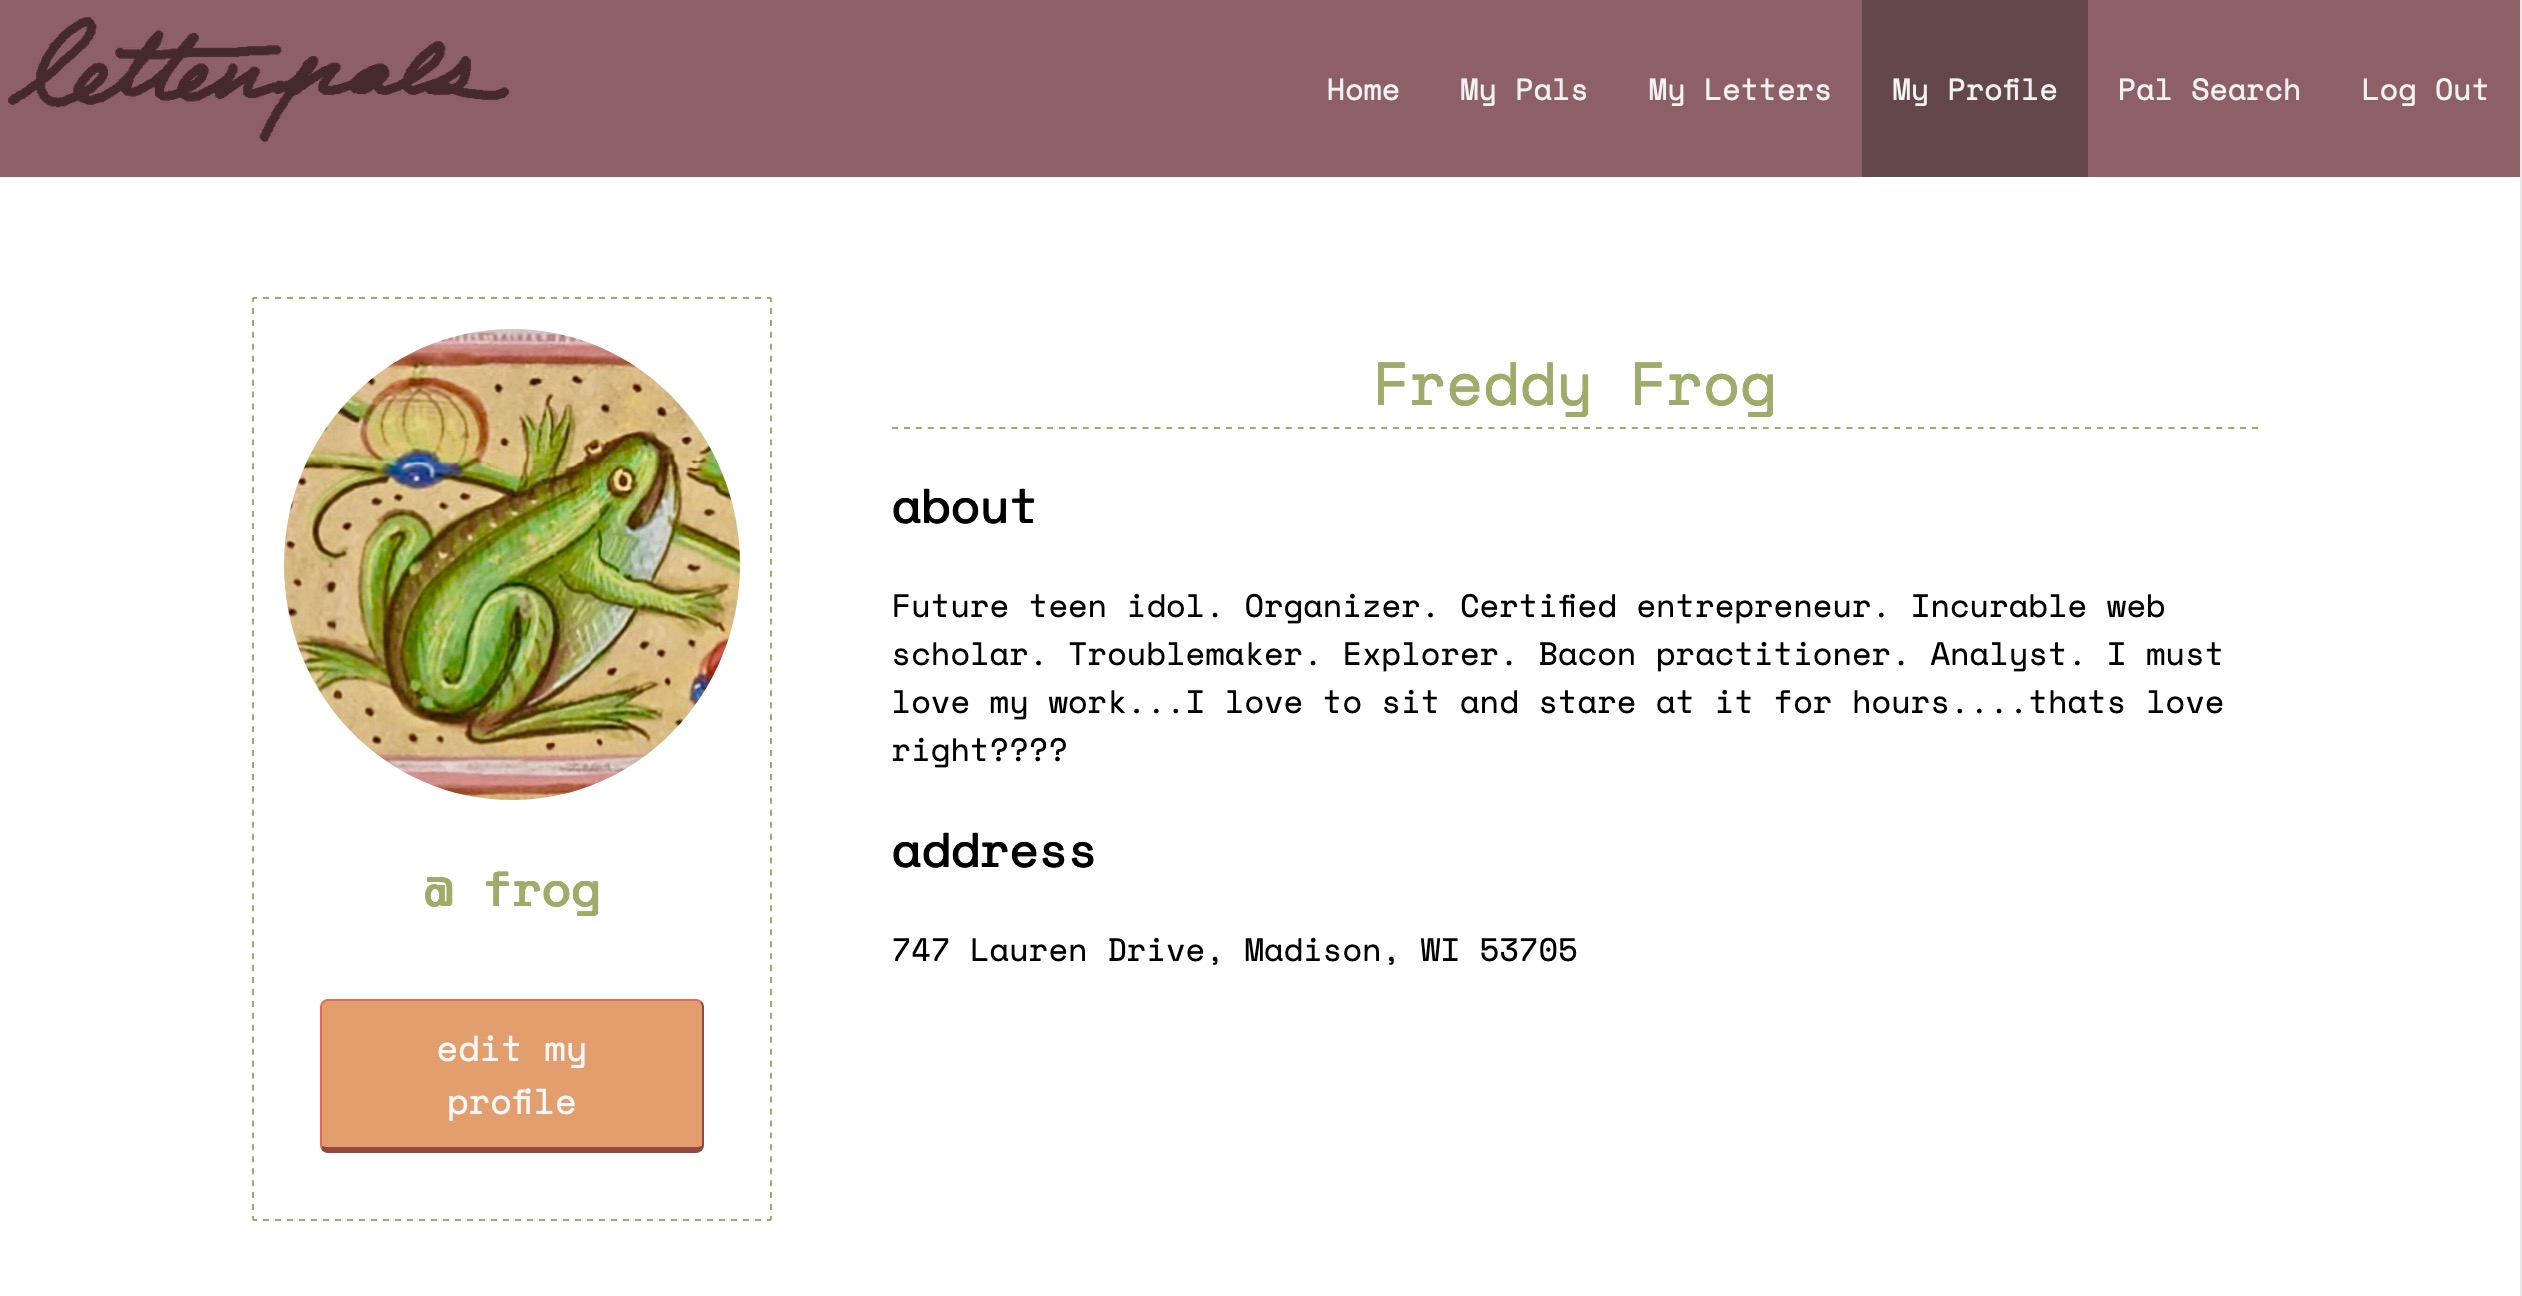 letterpals
Home My Pals My Letters My Profile Pal Search Log Out
Freddy Frog
about
Future teen idol. Organizer. Certified entrepreneur. Incurable web
scholar. Troublemaker. Explorer. Bacon practitioner. Analyst. I must
love my work...I love to sit and stare at it for hours....thats love
right????
address
747 Lauren Drive, Madison, WI 53705
@ frog
edit my
profile